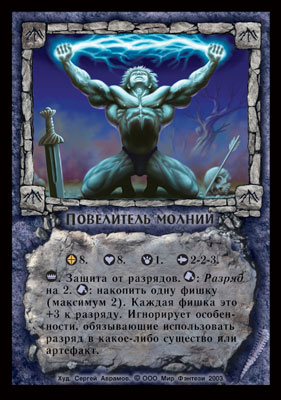 Повелитель молний
8. 8. 1. 2-2-3.
. Защита от разрядов. : Разряд
на 2. : накопить одну фишку
(максимум 2). Каждая фишка это
+3 к разряду. Игнорирует особен-
ности, обязывающие использовать
разряд в какое-либо существо или
артефакт.
Худ. Сергей Аврамов. © ООО Мир Фэнтези 2003